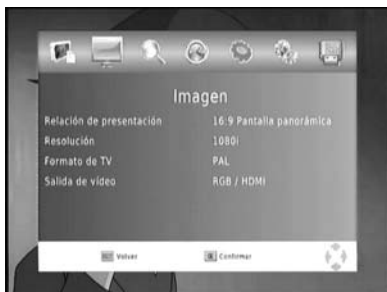 Imagen
Relación de presentación 16:9 Pantalla panorámica
Resolución 1080i
Formato de TV PAL
Salida de vídeo RGB / HDMI
Volver Confirmar